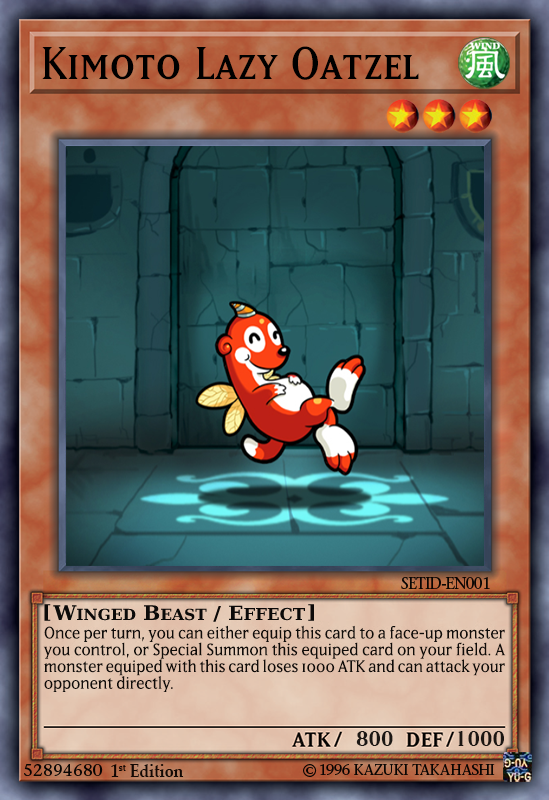 Kimoto Lazy Oatzel
WIND
風
SETID-EN001
[Winged Beast / Effect]
Once per turn, you can either equip this card to a face-up monster
you control, or Special Summon this equiped card on your field. A
monster equiped with this card loses 1000 ATK and can attack your
opponent directly.
ATK/ 800 DEF/1000
52894680 1st Edition © 1996 KAZUKI TAKAHASHI
YU-G